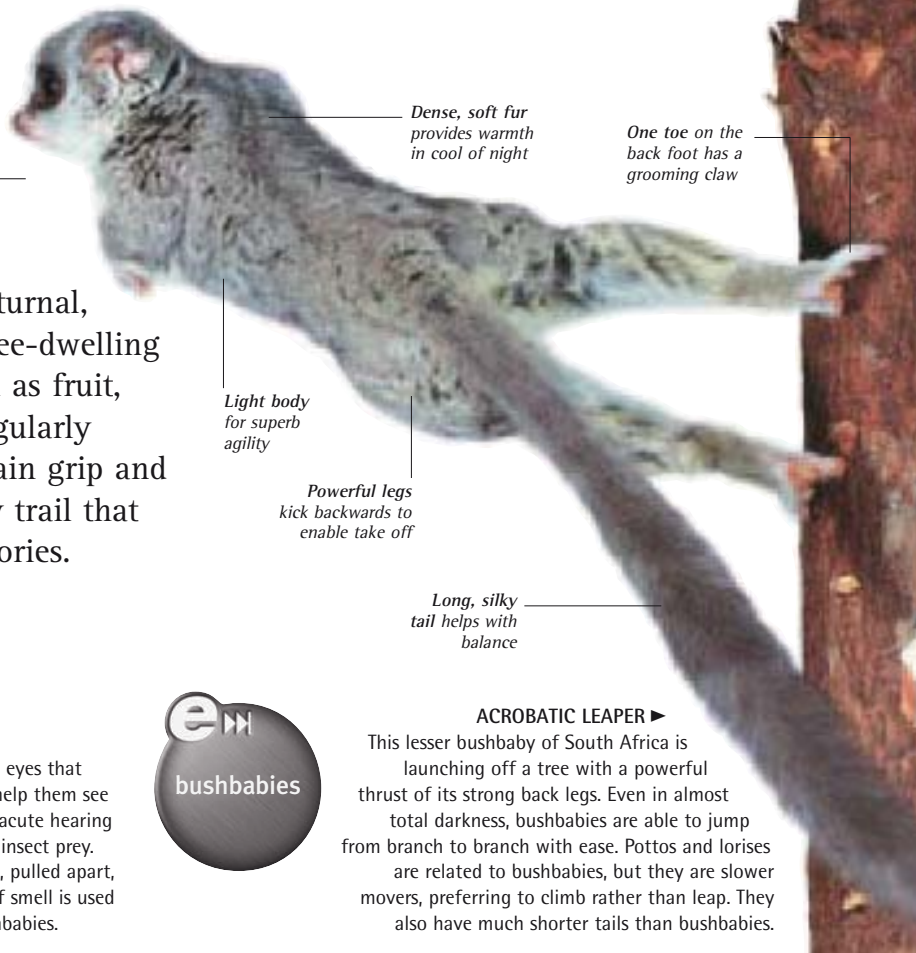 Dense, soft fur
provides warmth
in cool of night
One toe on the
back foot has a
grooming claw
turnal,
ee-dwelling
as fruit,
gularly
ain grip and
trail that
ories.
Light body
for superb
agility
Powerful legs
kick backwards to
enable take off
Long, silky
tail helps with
balance
eyes that
help them see
acute hearing
insect prey.
, pulled apart,
f smell is used
babies.
e
bushbabies
ACROBATIC LEAPER ►
This lesser bushbaby of South Africa is
launching off a tree with a powerful
thrust of its strong back legs. Even in almost
total darkness, bushbabies are able to jump
from branch to branch with ease. Pottos and lorises
are related to bushbabies, but they are slower
movers, preferring to climb rather than leap. They
also have much shorter tails than bushbabies.